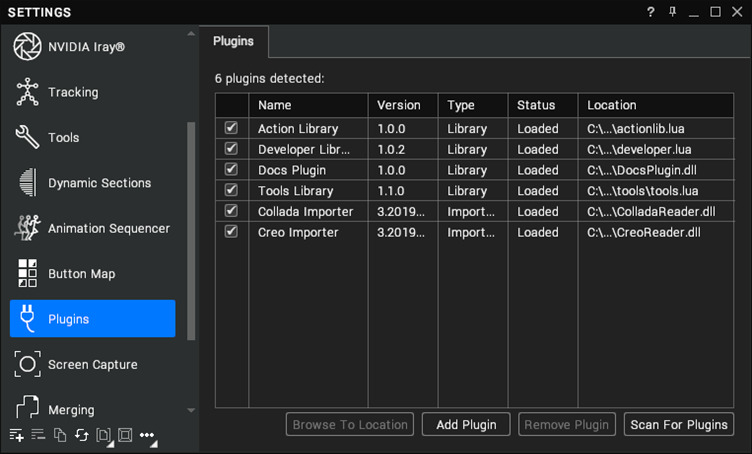 SETTINGS
NVIDIA Iray®
Tracking
Tools
Dynamic Sections
Animation Sequencer
Button Map
Plugins
Screen Capture
Merging
Plugins
6 plugins detected:
Name Version Type Status Location
Action Library 1.0.0 Library Loaded C:\...\actionlib.lua
Developer Libr... 1.0.2 Library Loaded C:\...\developer.lua
Docs Plugin 1.0.0 Library Loaded C:\...\DocsPlugin.dll
Tools Library 1.1.0 Library Loaded C:\...\tools\tools.lua
Collada Importer 3.2019... Import... Loaded C:\...\ColladaReader.dll
Creo Importer 3.2019... Import... Loaded C:\...\CreoReader.dll
Browse To Location Add Plugin Remove Plugin Scan For Plugins